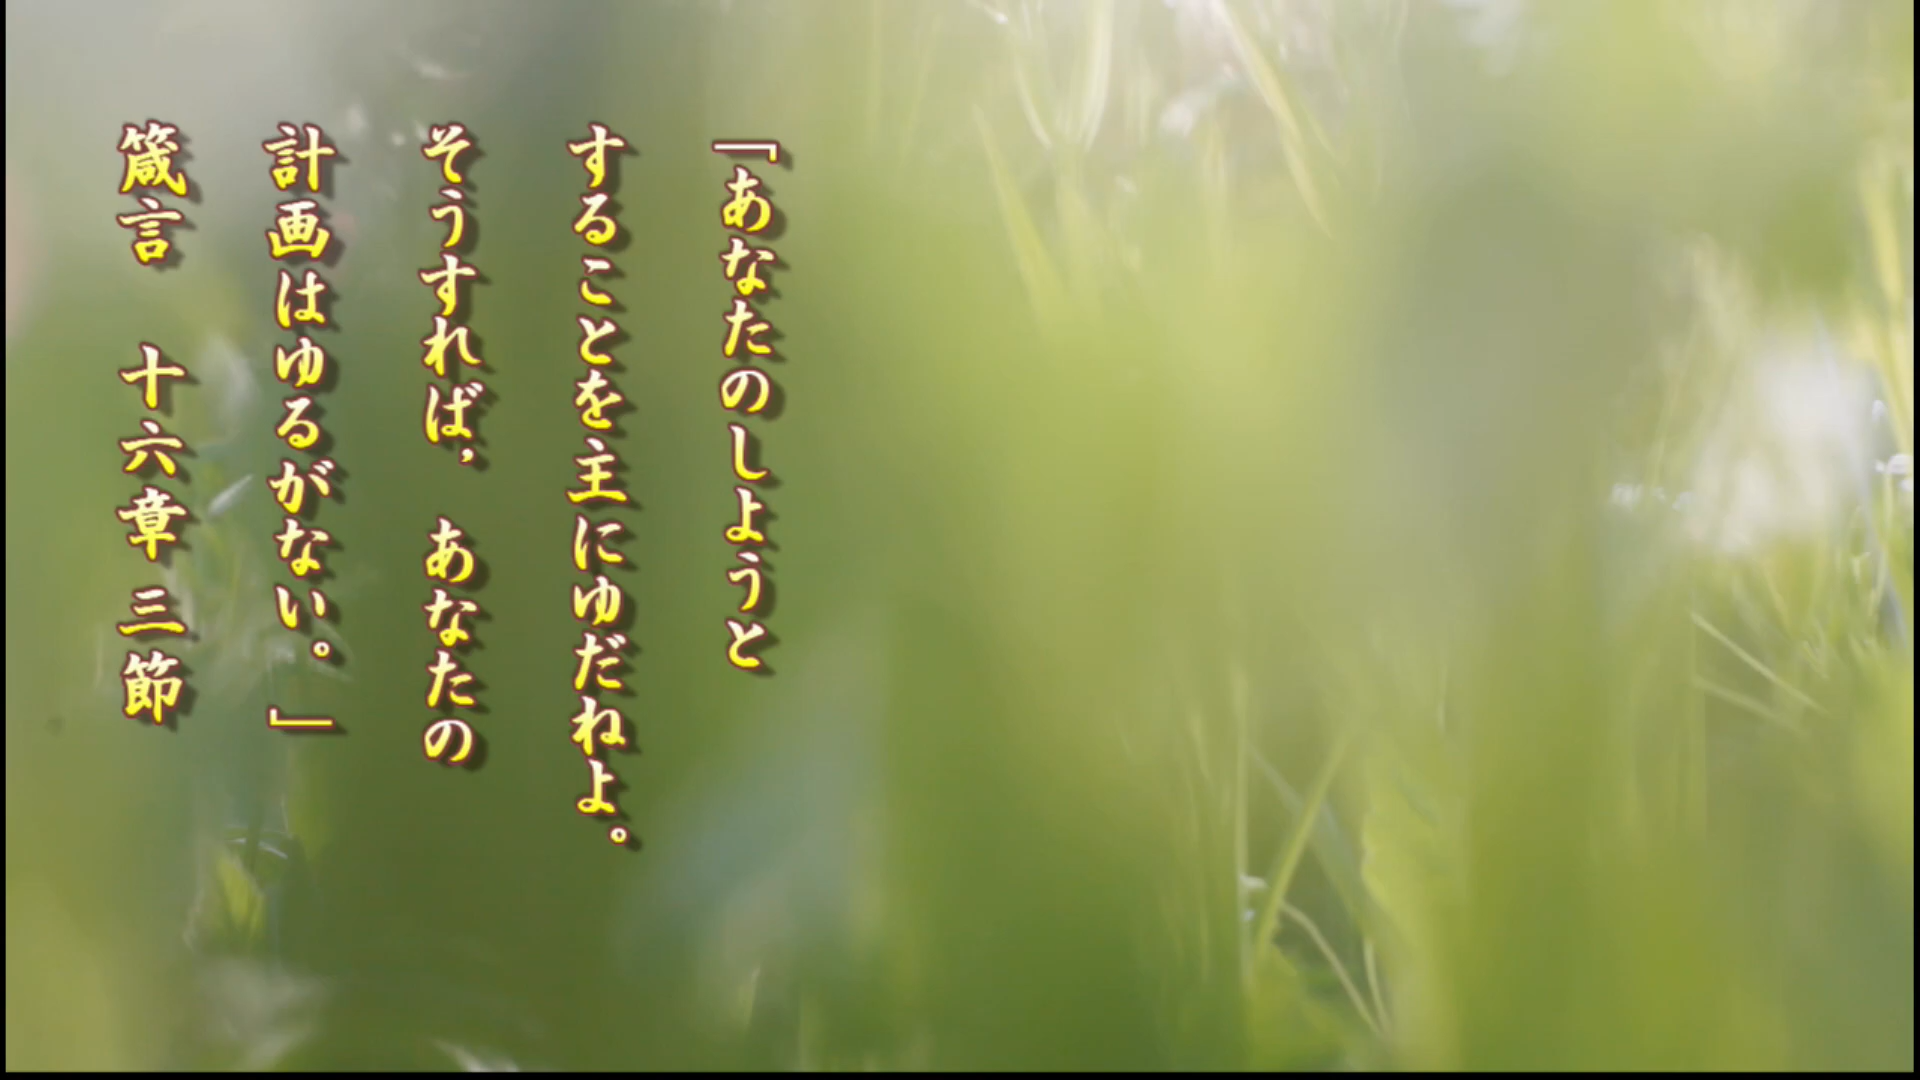 「あなたのしようと
することを主にゆだねよ。
そうすれば， あなたの
計画はゆるがない。」
箴言 十六章三節